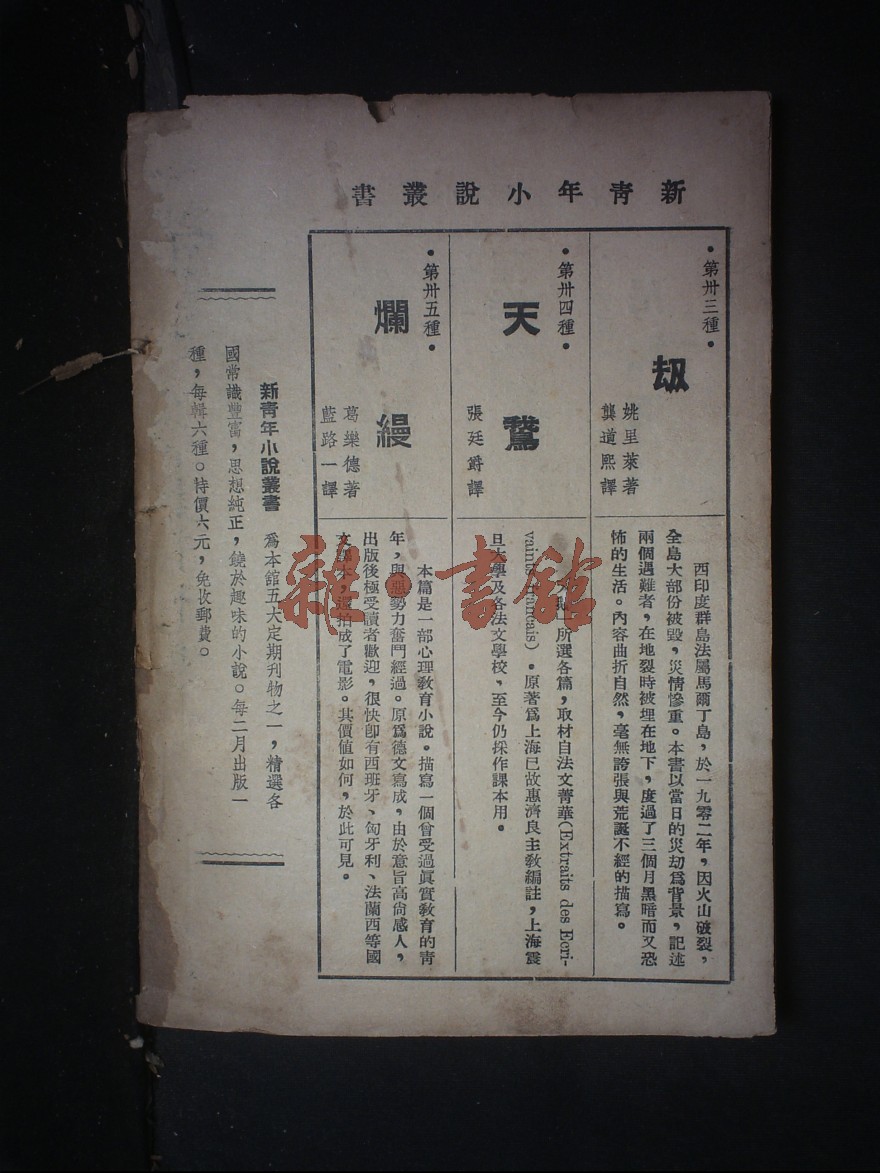 新青年小說叢書
•第卅三種•
刼
姚里萊著
龔道熙譯
西印度群島法屬馬爾丁島，於一九零二年，因火山破裂，
全島大部份被毀，災情慘重。本書以當日的災刼爲背景，記述
兩個遇難者，在地裂時被埋在地下，度過了三個月黑暗而又恐
怖的生活。內容曲折自然，毫無誇張與荒誕不經的描寫。
•第卅四種•
天鵞
張廷爵譯
」所選各篇，取材自法文菁華(Extraits des Ecri-
vains Francais)。原著爲上海已故惠濟良主教編註，上海震
旦大學及各法文學校，至今仍採作課本用。
•第卅五種•
爛縵
葛樂德著
藍路一譯
本篇是一部心理教育小說。描寫一個曾受過眞實教育的青
年，與惡勢力奮鬥經過。原爲德文寫成，由於意旨高尙感人，
出版後極受讀者歡迎，很快卽有西班牙、匈牙利、法蘭西等國
文譯本，還拍成了電影。其價值如何，於此可見。
新青年小說叢書 爲本館五大定期刊物之一，精選各
國常識豐富，思想純正，饒於趣味的小說。每二月出版一
種，每輯六種。特價六元，免收郵費。
雜•書館